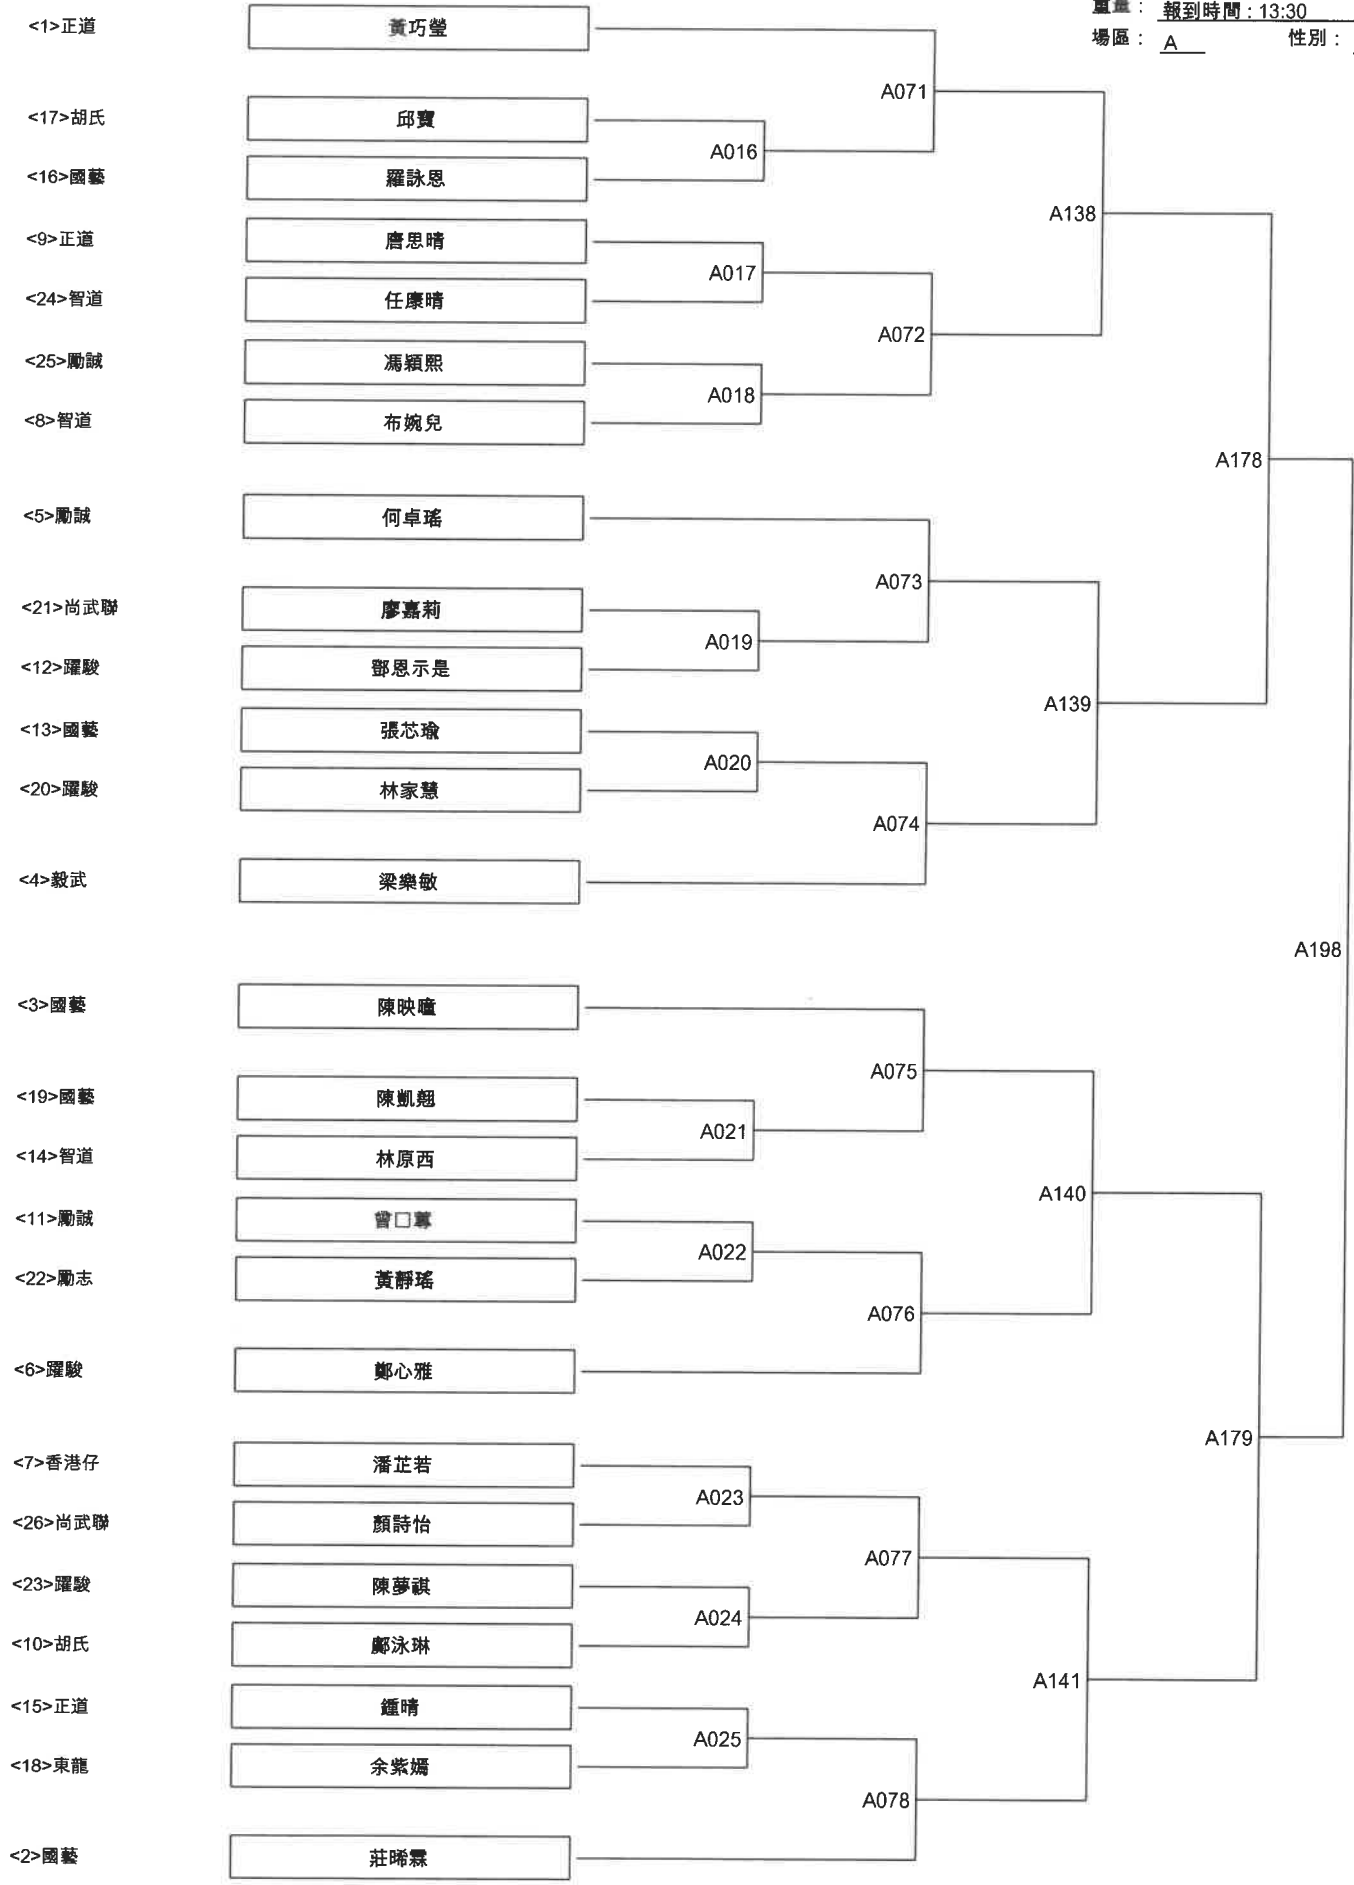 重量： 報到時間 : 13:30
場區： A 性別：
<1>正道 黃巧瑩
A071
<17>胡氏 邱寶
A016
<16>國藝 羅詠恩
A138
<9>正道 唐思晴
A017
<24>智道 任康晴
A072
<25>勵誠 馮穎熙
A018
<8>智道 布婉兒
A178
<5>勵誠 何卓瑤
A073
<21>尚武聯 廖嘉莉
A019
<12>躍駿 鄧恩示是
A139
<13>國藝 張芯瑜
A020
<20>躍駿 林家慧
A074
<4>毅武 梁樂敏
A198
<3>國藝 陳映曈
A075
<19>國藝 陳凱翹
A021
<14>智道 林原西
A140
<11>勵誠 曾□蕚
A022
<22>勵志 黃靜瑤
A076
<6>躍駿 鄭心雅
A179
<7>香港仔 潘芷若
A023
<26>尚武聯 顏詩怡
A077
<23>躍駿 陳夢祺
A024
<10>胡氏 鄺泳琳
A141
<15>正道 鍾晴
A025
<18>東龍 余紫嫣
A078
<2>國藝 莊晞霖